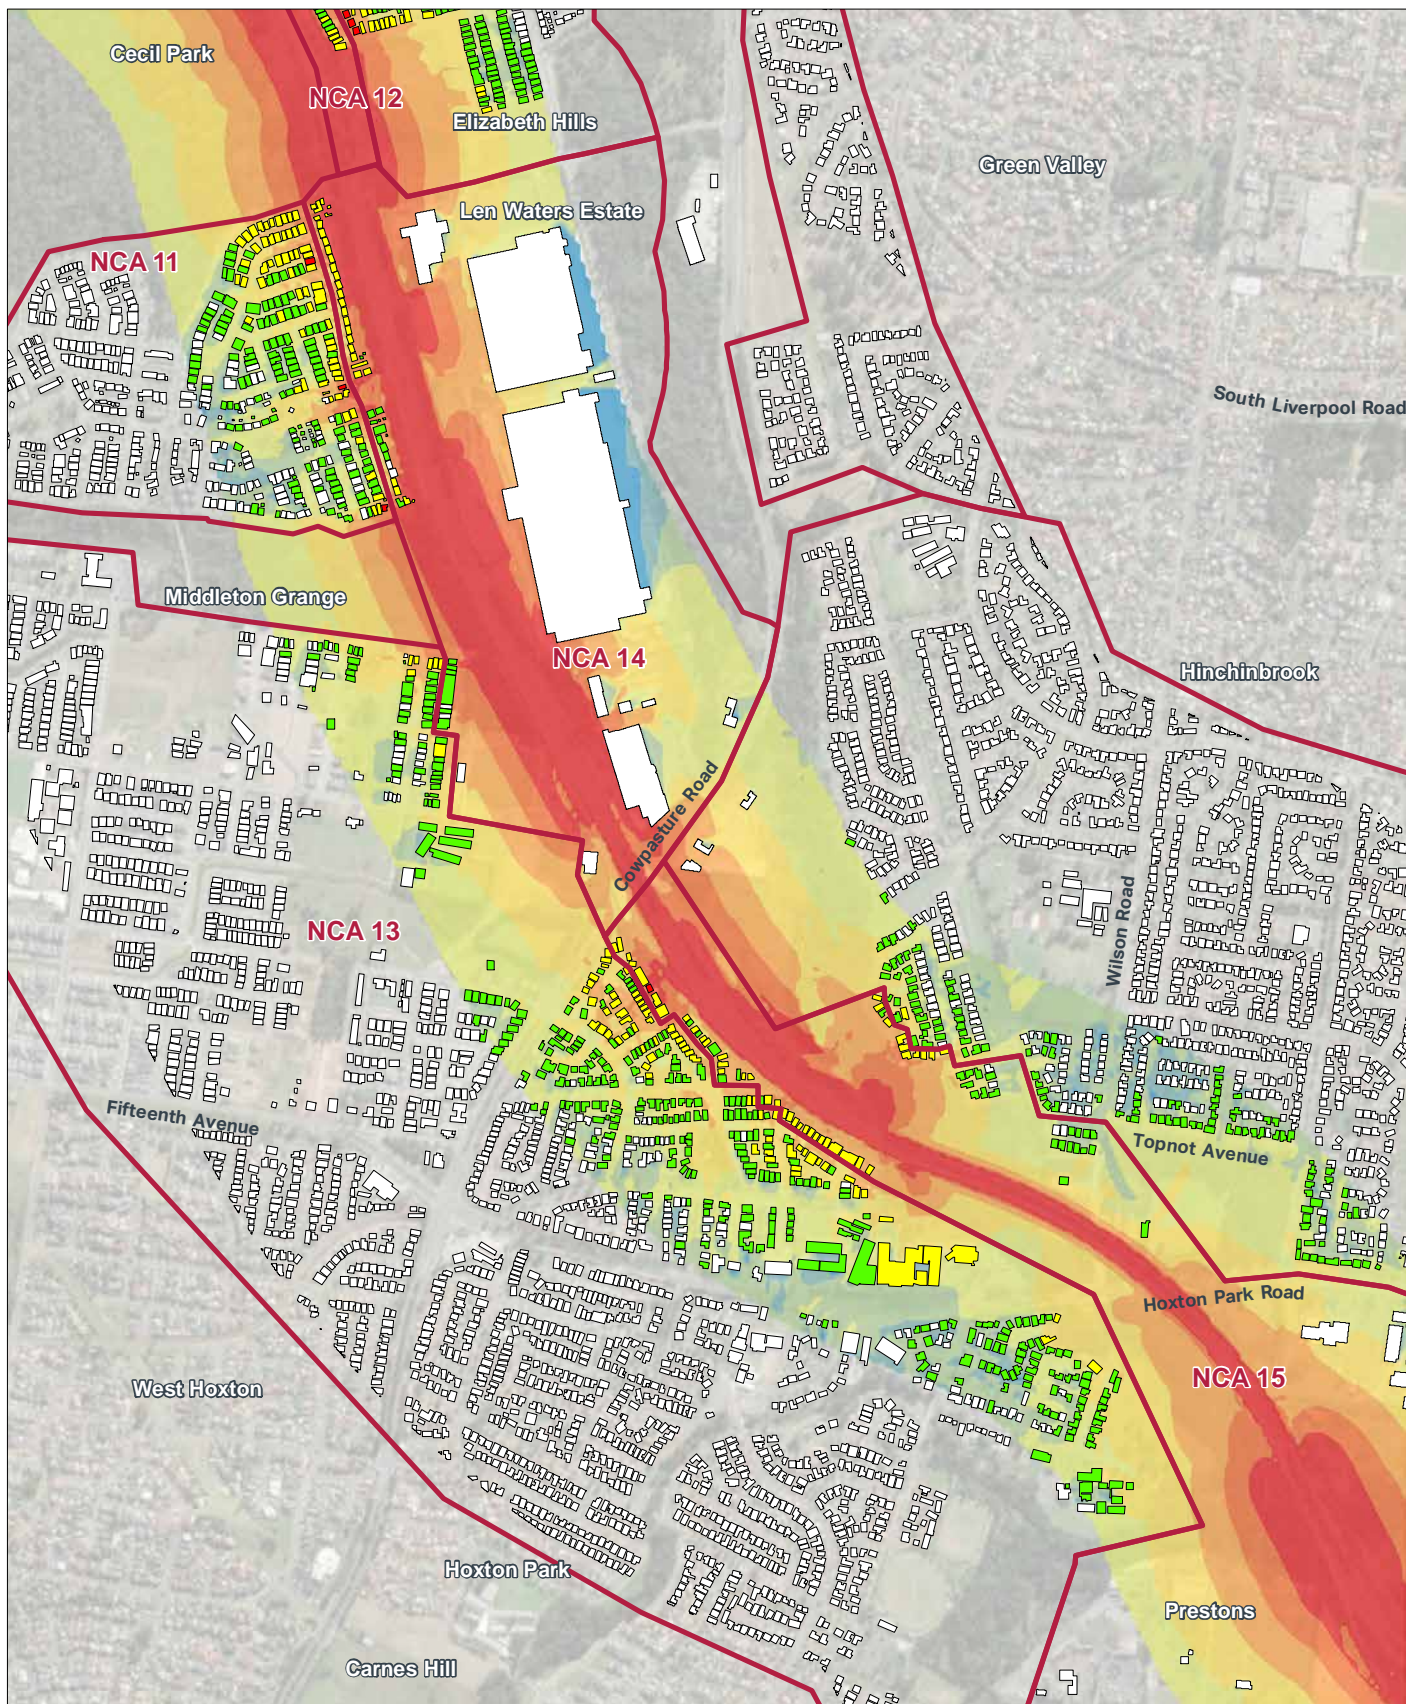 Cecil Park
NCA 12
Elizabeth Hills
Green Valley
Len Waters Estate
NCA 11
South Liverpool Road
Middleton Grange
NCA 14
Hinchinbrook
Cowpasture Road
Wilson Road
NCA 13
Fifteenth Avenue
Topnot Avenue
Hoxton Park Road
West Hoxton
NCA 15
Hoxton Park
Prestons
Carnes Hill